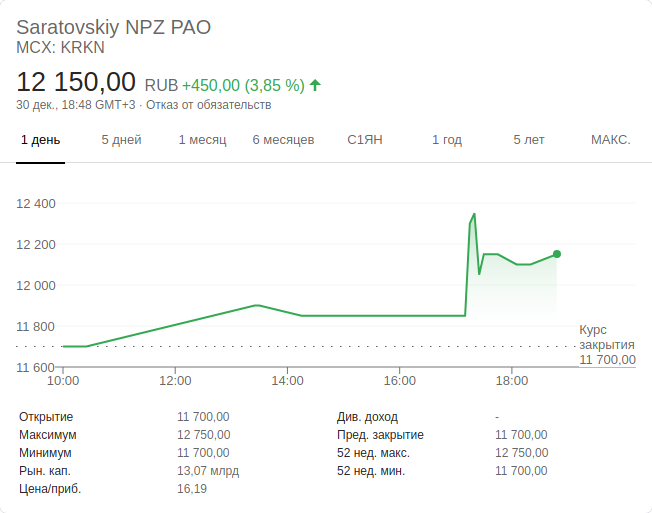 Saratovskiy NPZ PAO
MCX: KRKN
12 150,00 RUB +450,00 (3,85 %)
30 дек., 18:48 GMT+3 · Отказ от обязательств
1 день 5 дней 1 месяц 6 месяцев С1ЯН 1 год 5 лет МАКС.
12 400
12 200
12 000
11 800
11 600
Курс
закрытия
11 700,00
10:00 12:00 14:00 16:00 18:00
Открытие 11 700,00 Див. доход -
Максимум 12 750,00 Пред. закрытие 11 700,00
Минимум 11 700,00 52 нед. макс. 12 750,00
Рын. кап. 13,07 млрд 52 нед. мин. 11 700,00
Цена/приб. 16,19